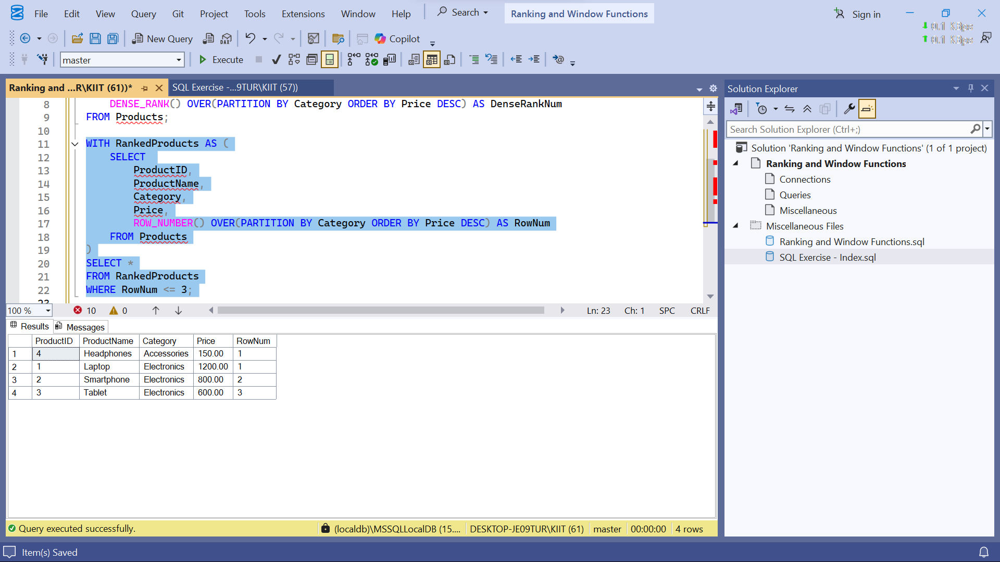 File Edit View Query Git Project Tools Extensions Window Help Search Ranking and Window Functions Sign in
New Query DAX Copilot
master Execute
Ranking and ...R\KIIT (61))* SQL Exercise -...9TUR\KIIT (57))
8 DENSE_RANK() OVER(PARTITION BY Category ORDER BY Price DESC) AS DenseRankNum
9 FROM Products;
10
11 WITH RankedProducts AS (
12 SELECT
13 ProductID,
14 ProductName,
15 Category,
16 Price,
17 ROW_NUMBER() OVER(PARTITION BY Category ORDER BY Price DESC) AS RowNum
18 FROM Products
19 )
20 SELECT *
21 FROM RankedProducts
22 WHERE RowNum <= 3;
23
100 % 10 0 Ln: 23 Ch: 1 SPC CRLF
Results Messages
ProductID ProductName Category Price RowNum
1 4 Headphones Accessories 150.00 1
2 1 Laptop Electronics 1200.00 1
3 2 Smartphone Electronics 800.00 2
4 3 Tablet Electronics 600.00 3
Query executed successfully. (localdb)\MSSQLLocalDB (15.... DESKTOP-JE09TUR\KIIT (61) master 00:00:00 4 rows
Item(s) Saved
Solution Explorer
Search Solution Explorer (Ctrl+;)
Solution 'Ranking and Window Functions' (1 of 1 project)
Ranking and Window Functions
Connections
Queries
Miscellaneous
Miscellaneous Files
Ranking and Window Functions.sql
SQL Exercise - Index.sql